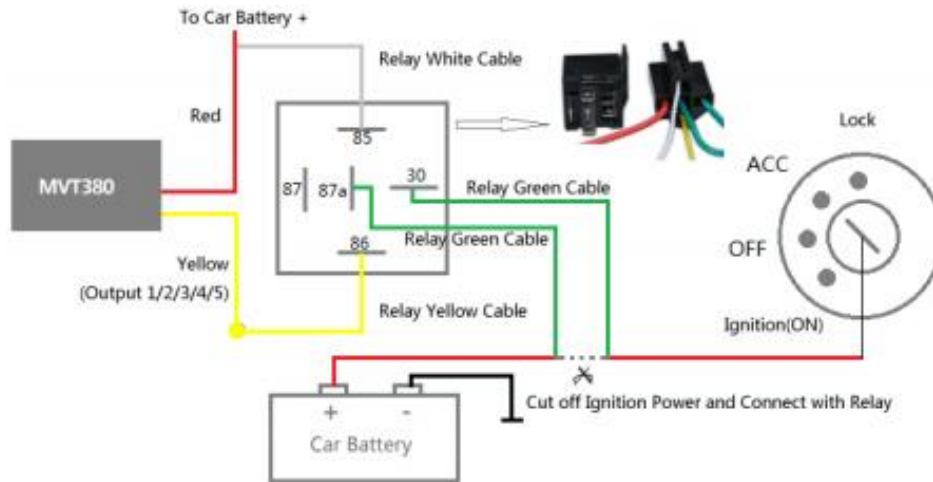 To Car Battery +
Relay White Cable
Red
85
Lock
MVT380
ACC
87
87a
30
Relay Green Cable
Relay Green Cable
OFF
86
Yellow
(Output 1/2/3/4/5)
Relay Yellow Cable
Ignition(ON)
Cut off Ignition Power and Connect with Relay
+ -
Car Battery